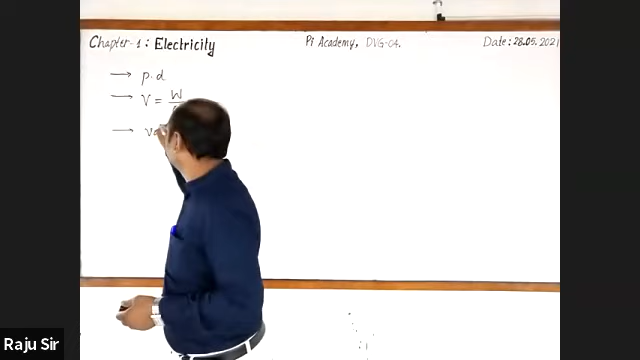 Chapter-1 : Electricity
Pi Academy, DVG-04.
Date: 28.05.2021
→ p.d
→ V = W
→
Raju Sir